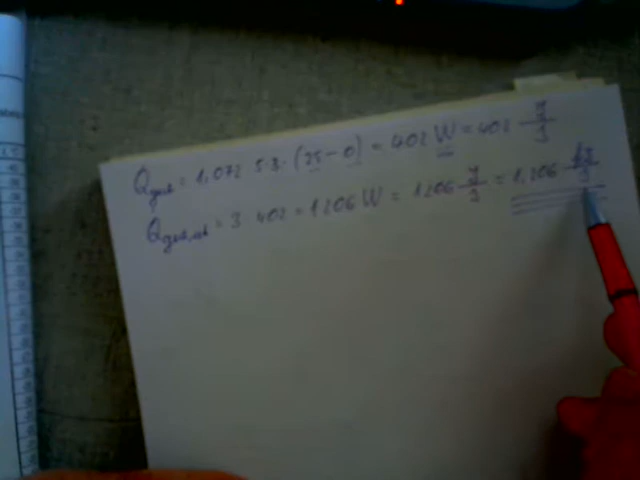 Q = 1,072 · 5 · 3 · (25 - 0) = 402 W = 402 J/s
= 3 · 402 = 1206 W = 1206 J/s = 1,206 kJ/s